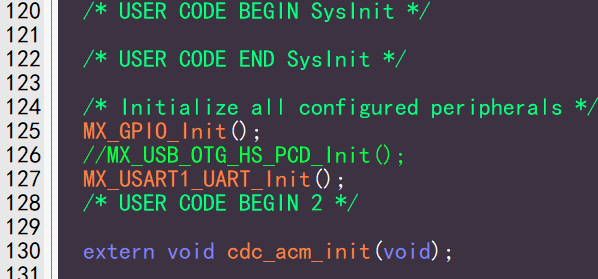 120 /* USER CODE BEGIN SysInit */
121
122 /* USER CODE END SysInit */
123
124 /* Initialize all configured peripherals */
125 MX_GPIO_Init();
126 //MX_USB_OTG_HS_PCD_Init();
127 MX_USART1_UART_Init();
128 /* USER CODE BEGIN 2 */
129
130 extern void cdc_acm_init(void);
131